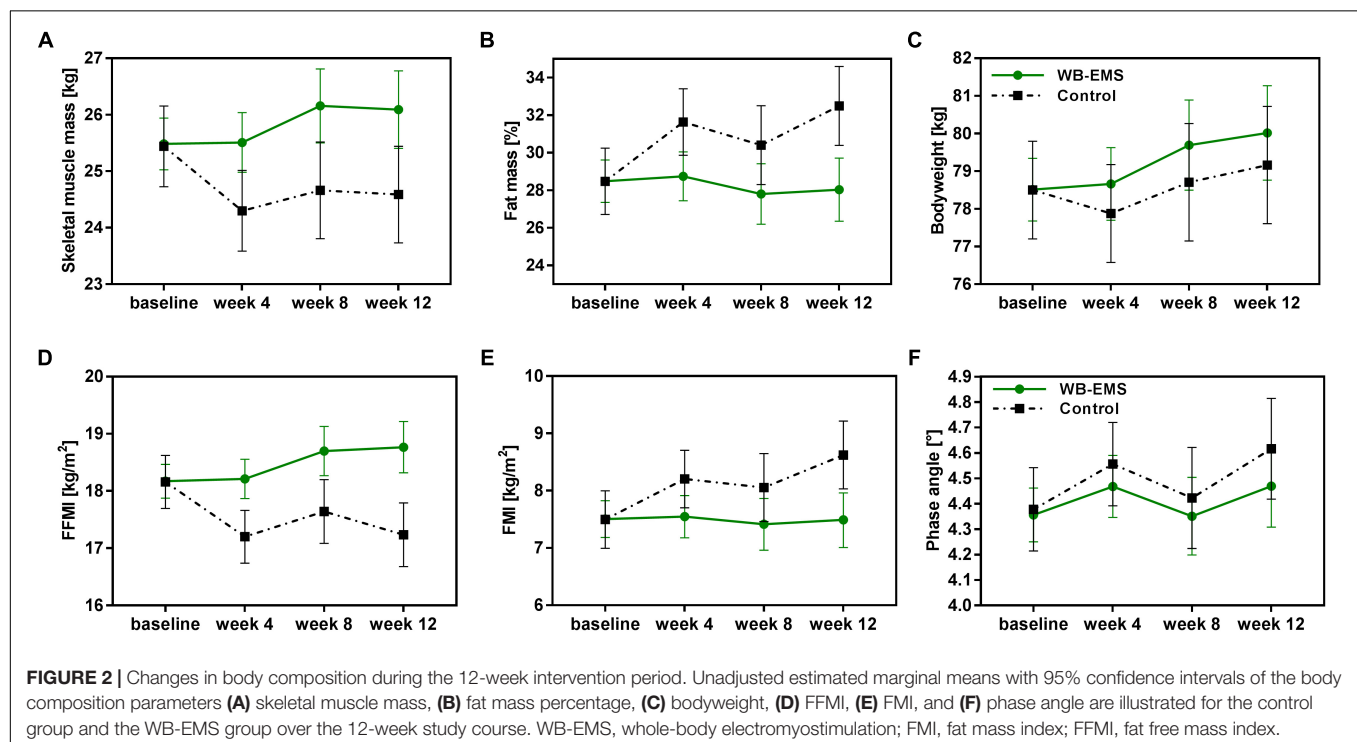 A
Skeletal muscle mass [kg]
27
26
25
24
23
baseline week 4 week 8 week 12
B
Fat mass [%]
34
32
30
28
26
24
baseline week 4 week 8 week 12
C
Bodyweight [kg]
82
81
80
79
78
77
76
WB-EMS
Control
baseline week 4 week 8 week 12
D
FFMI [kg/m²]
20
19
18
17
16
baseline week 4 week 8 week 12
E
FMI [kg/m²]
10
9
8
7
6
baseline week 4 week 8 week 12
F
Phase angle [°]
4.9
4.8
4.7
4.6
4.5
4.4
4.3
4.2
4.1
4.0
WB-EMS
Control
baseline week 4 week 8 week 12
FIGURE 2 | Changes in body composition during the 12-week intervention period. Unadjusted estimated marginal means with 95% confidence intervals of the body
composition parameters (A) skeletal muscle mass, (B) fat mass percentage, (C) bodyweight, (D) FFMI, (E) FMI, and (F) phase angle are illustrated for the control
group and the WB-EMS group over the 12-week study course. WB-EMS, whole-body electromyostimulation; FMI, fat mass index; FFMI, fat free mass index.